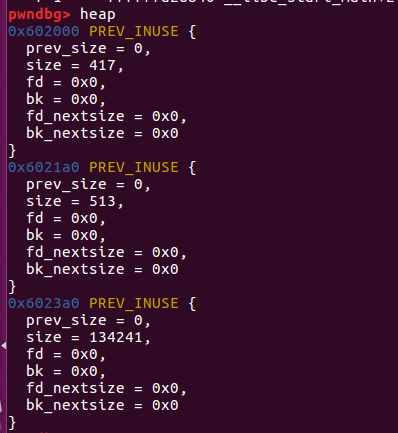 pwndbg> heap
0x602000 PREV_INUSE {
  prev_size = 0,
  size = 417,
  fd = 0x0,
  bk = 0x0,
  fd_nextsize = 0x0,
  bk_nextsize = 0x0
}
0x6021a0 PREV_INUSE {
  prev_size = 0,
  size = 513,
  fd = 0x0,
  bk = 0x0,
  fd_nextsize = 0x0,
  bk_nextsize = 0x0
}
0x6023a0 PREV_INUSE {
  prev_size = 0,
  size = 134241,
  fd = 0x0,
  bk = 0x0,
  fd_nextsize = 0x0,
  bk_nextsize = 0x0
}